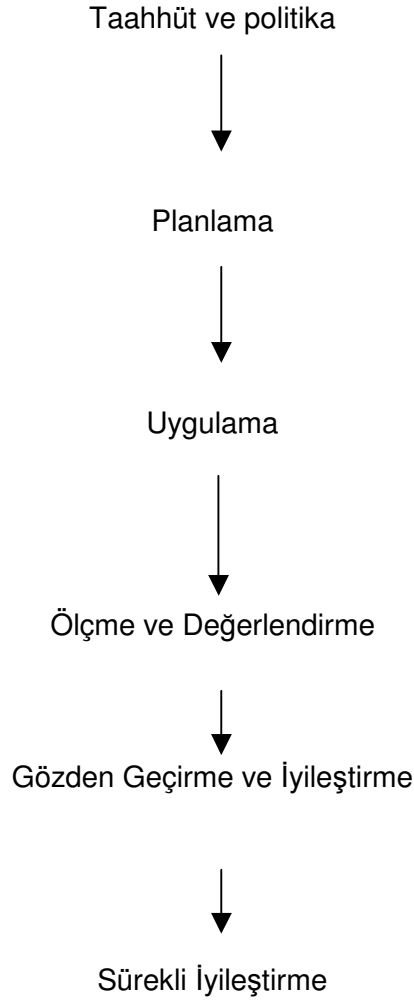 Taahhüt ve politika
Planlama
Uygulama
Ölçme ve Değerlendirme
Gözden Geçirme ve İyileştirme
Sürekli İyileştirme